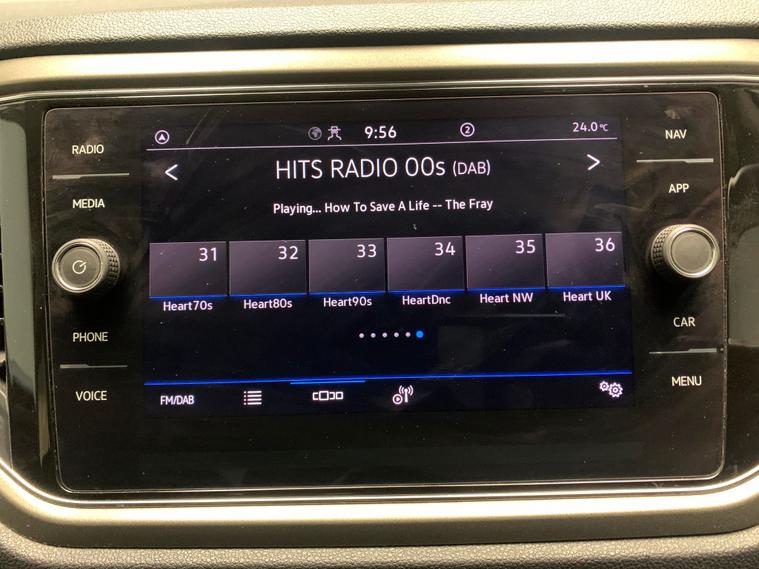 RADIO
MEDIA
PHONE
VOICE
9:56
2
24.0°C
HITS RADIO 00s (DAB)
Playing... How To Save A Life -- The Fray
31 32 33 34 35 36
Heart70s Heart80s Heart90s HeartDnc Heart NW Heart UK
FM/DAB
NAV
APP
CAR
MENU